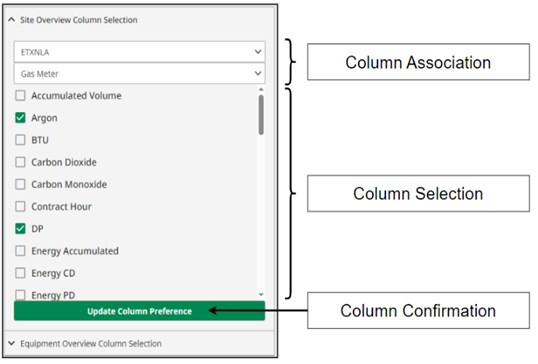 Site Overview Column Selection
ETXNLA
Gas Meter
Accumulated Volume
Argon
BTU
Carbon Dioxide
Carbon Monoxide
Contract Hour
DP
Energy Accumulated
Energy CD
Energy PD
Update Column Preference
Equipment Overview Column Selection
Column Association
Column Selection
Column Confirmation